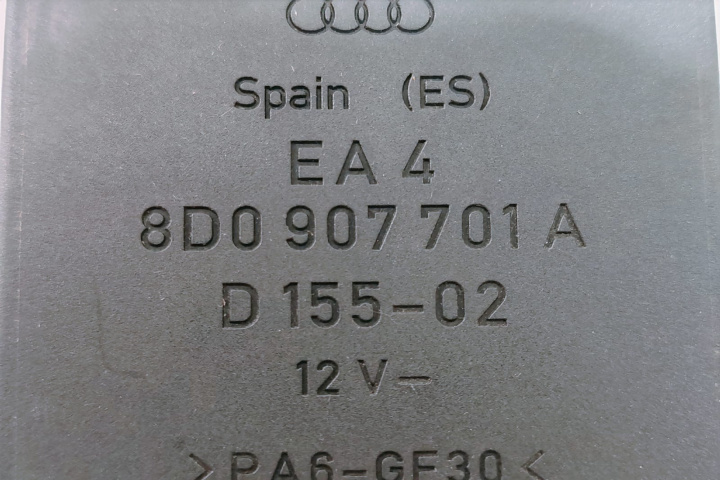 Spain (ES)
EA 4
8D0 907 701 A
D 155-02
12 V-
>PA6-GF30<